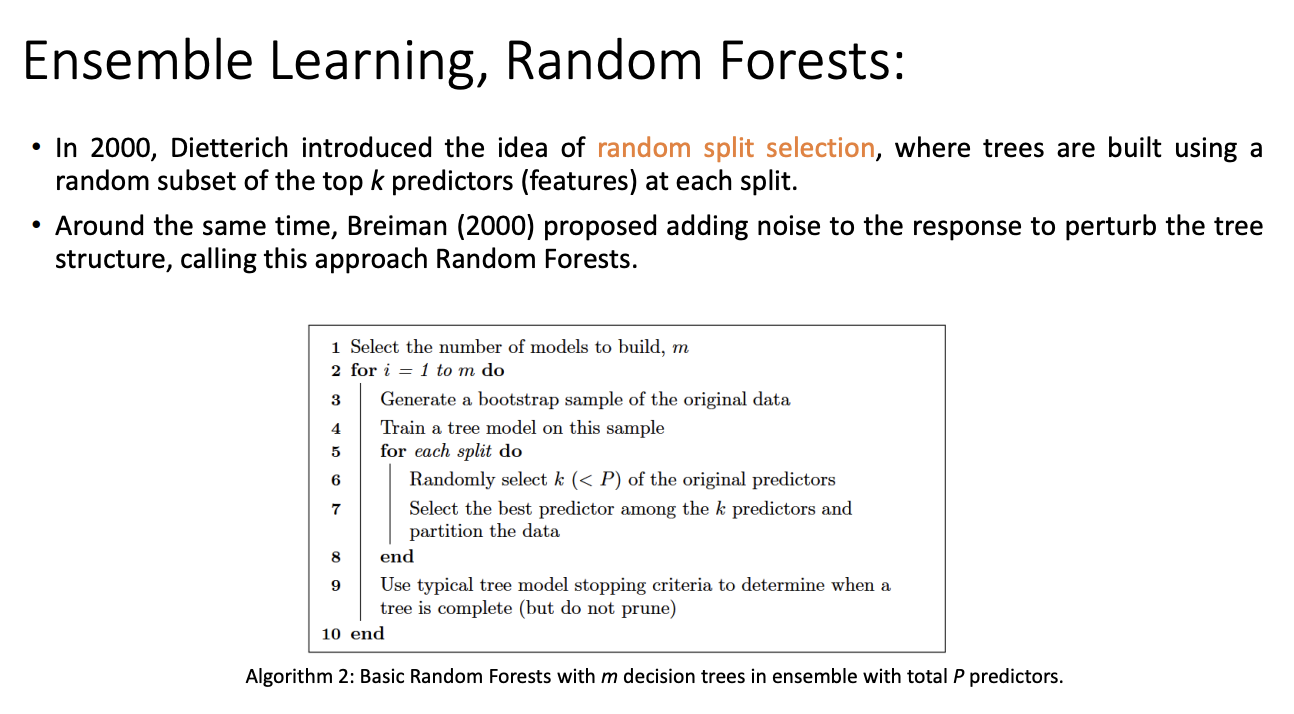 Ensemble Learning, Random Forests:
• In 2000, Dietterich introduced the idea of random split selection, where trees are built using a
random subset of the top k predictors (features) at each split.
• Around the same time, Breiman (2000) proposed adding noise to the response to perturb the tree
structure, calling this approach Random Forests.
1 Select the number of models to build, m
2 for i = 1 to m do
3 Generate a bootstrap sample of the original data
4 Train a tree model on this sample
5 for each split do
6 Randomly select k (< P) of the original predictors
7 Select the best predictor among the k predictors and
partition the data
8 end
9 Use typical tree model stopping criteria to determine when a
tree is complete (but do not prune)
10 end
Algorithm 2: Basic Random Forests with m decision trees in ensemble with total P predictors.